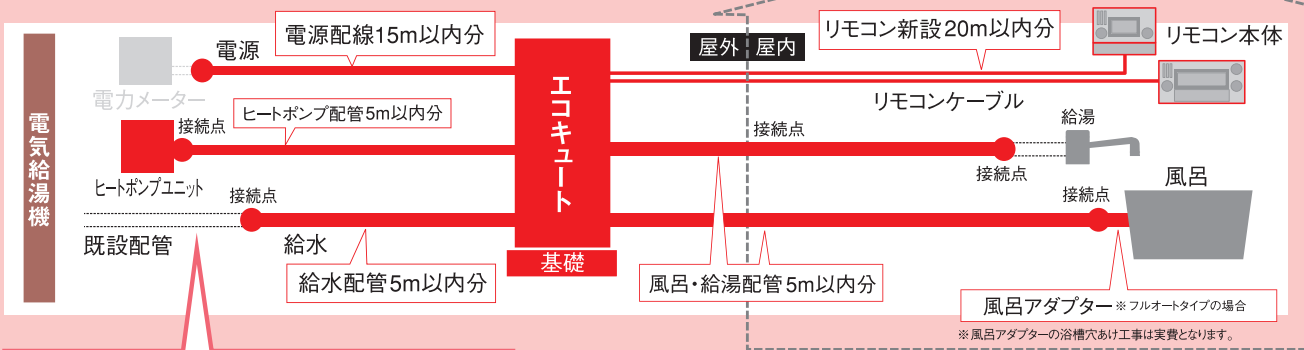 電気給湯機
電力メーター
電源
電源配線15m以内分
ヒートポンプユニット
接続点
ヒートポンプ配管5m以内分
既設配管
接続点
給水
給水配管5m以内分
エコキュート
基礎
屋外
屋内
リモコン新設20m以内分
リモコン本体
リモコンケーブル
接続点
接続点
給湯
風呂・給湯配管5m以内分
接続点
風呂
風呂アダプター※フルオートタイプの場合
※風呂アダプターの浴槽穴あけ工事は実費となります。